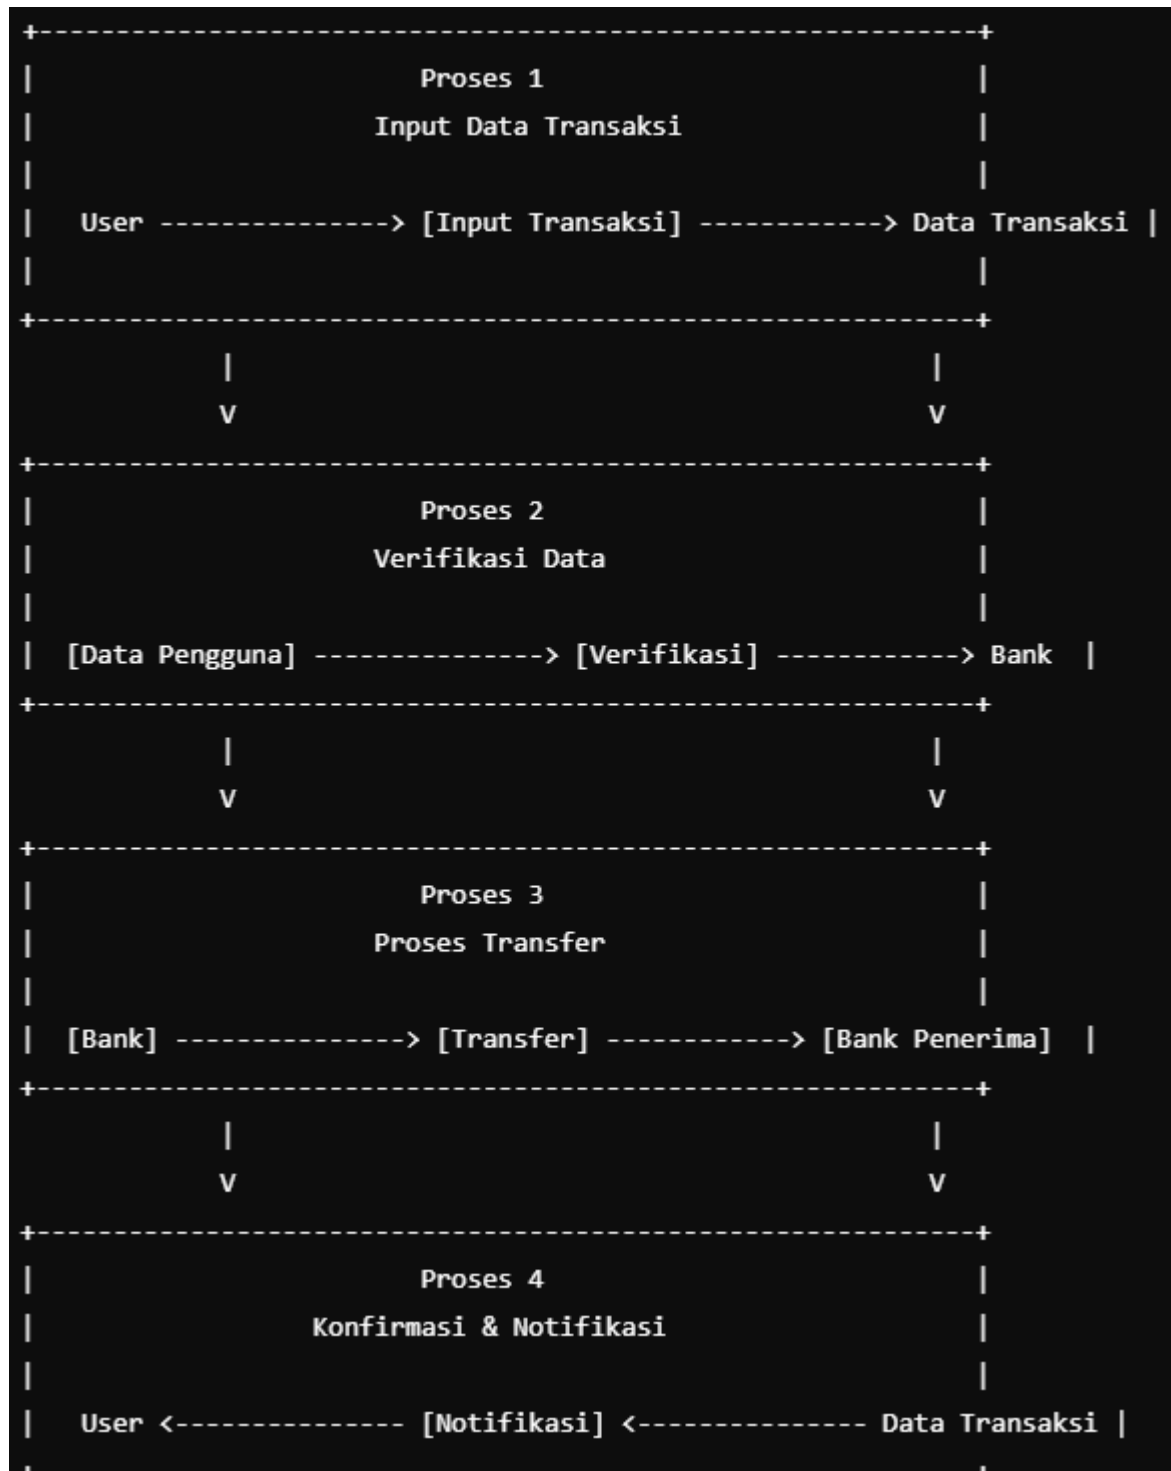 +-------------------------------------------------------------+
|                         Proses 1                            |
|                      Input Data Transaksi                   |
|                                                             |
|   User ---------------> [Input Transaksi] ------------> Data Transaksi |
|                                                             |
+-------------------------------------------------------------+
             |                                              |
             v                                              v
+-------------------------------------------------------------+
|                         Proses 2                            |
|                      Verifikasi Data                        |
|                                                             |
|  [Data Pengguna] ---------------> [Verifikasi] ------------> Bank  |
+-------------------------------------------------------------+
             |                                              |
             v                                              v
+-------------------------------------------------------------+
|                         Proses 3                            |
|                      Proses Transfer                        |
|                                                             |
|  [Bank] ---------------> [Transfer] ------------> [Bank Penerima]  |
+-------------------------------------------------------------+
             |                                              |
             v                                              v
+-------------------------------------------------------------+
|                         Proses 4                            |
|                  Konfirmasi & Notifikasi                    |
|                                                             |
|   User <--------------- [Notifikasi] <--------------- Data Transaksi |